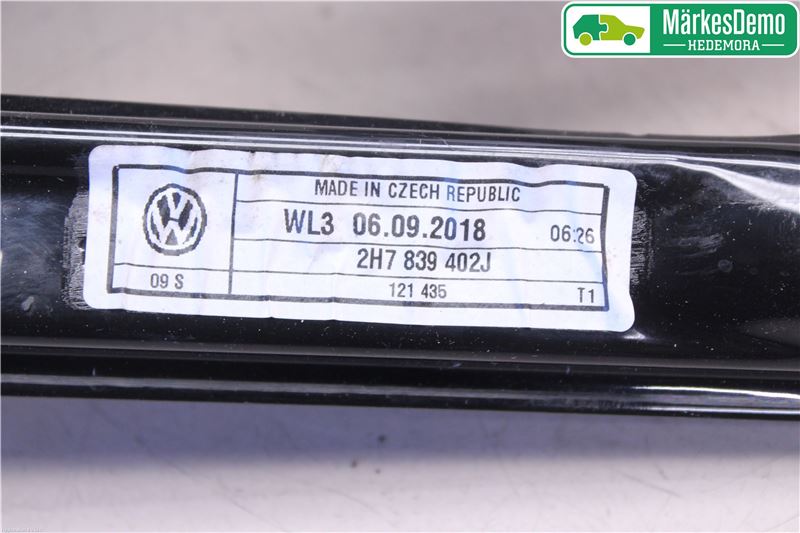 MärkesDemo
HEDEMORA
MADE IN CZECH REPUBLIC
WL3 06.09.2018 06:26
2H7 839 402J
09 S 121 435 T1